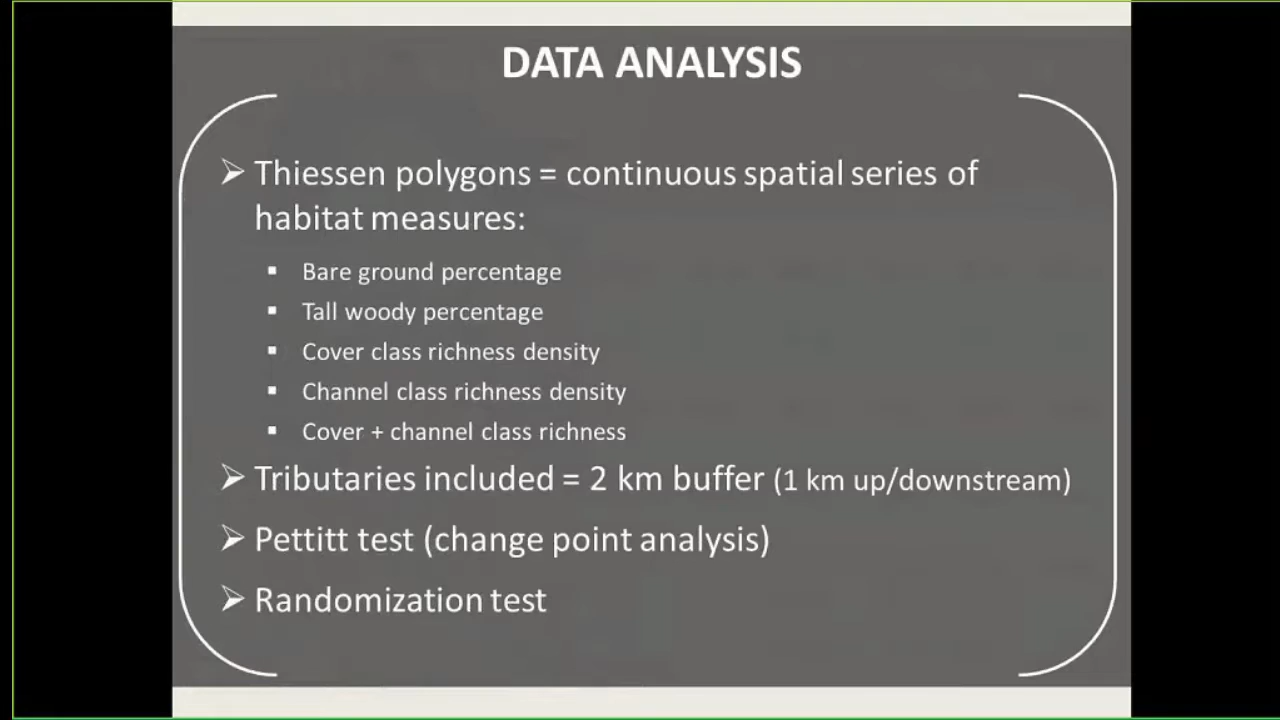 DATA ANALYSIS
➢ Thiessen polygons = continuous spatial series of
habitat measures:
▪ Bare ground percentage
▪ Tall woody percentage
▪ Cover class richness density
▪ Channel class richness density
▪ Cover + channel class richness
➢ Tributaries included = 2 km buffer (1 km up/downstream)
➢ Pettitt test (change point analysis)
➢ Randomization test